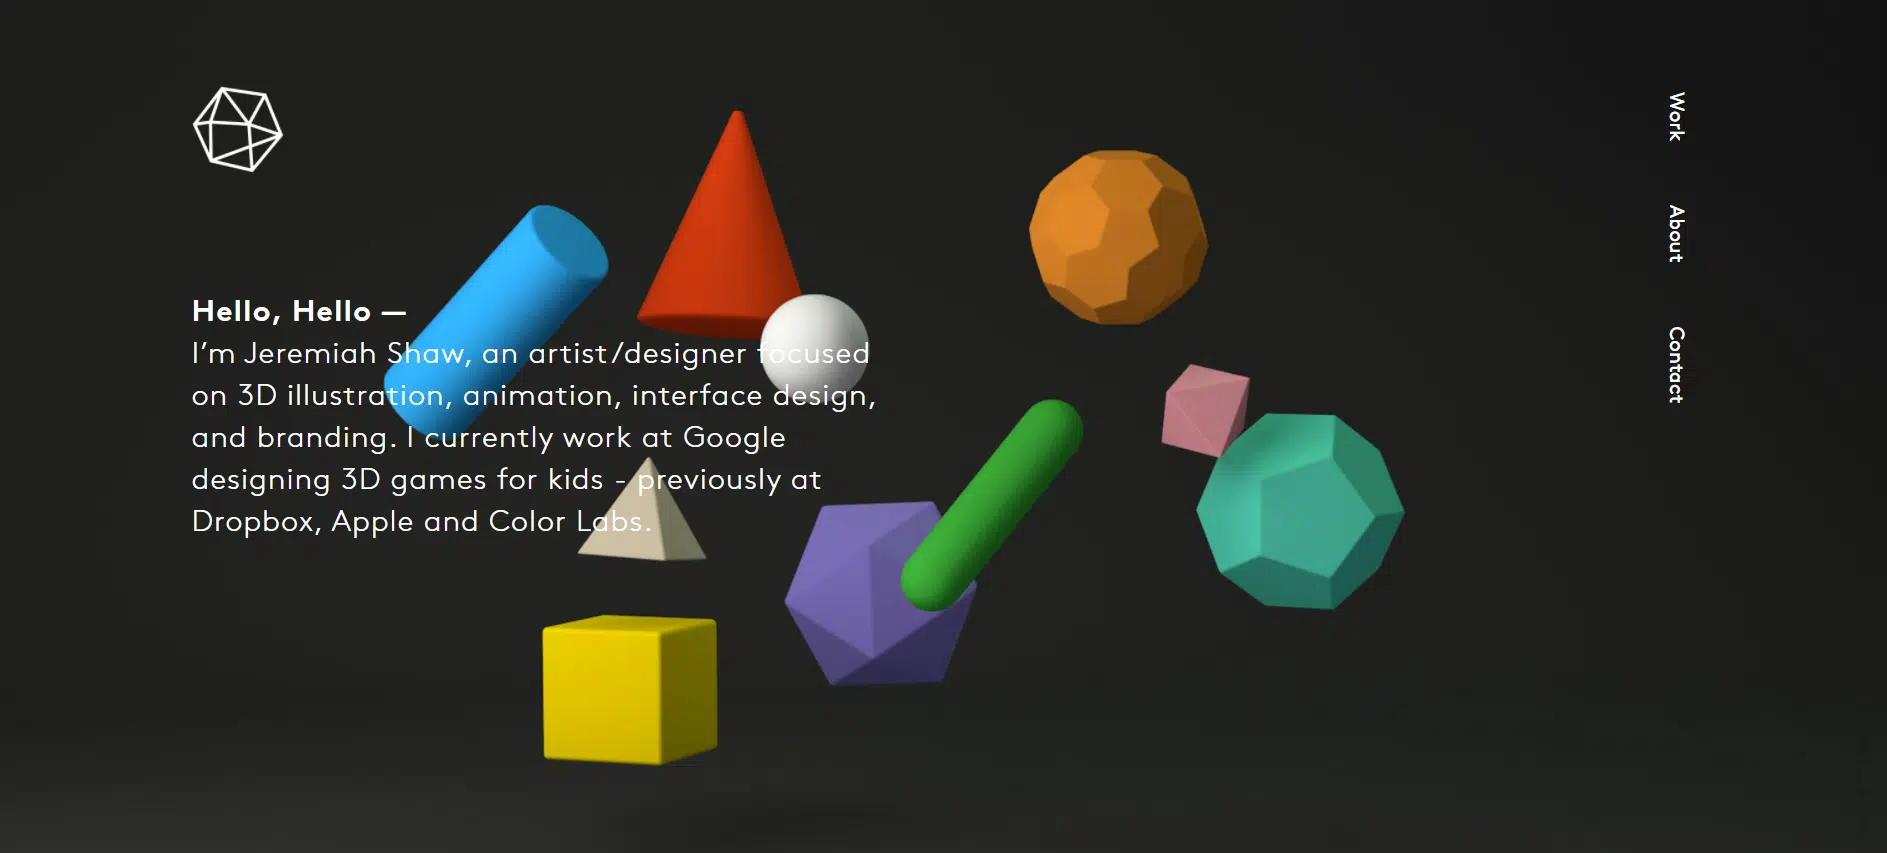 Hello, Hello —
I’m Jeremiah Shaw, an artist/designer focused
on 3D illustration, animation, interface design,
and branding. I currently work at Google
designing 3D games for kids - previously at
Dropbox, Apple and Color Labs.
Work
About
Contact